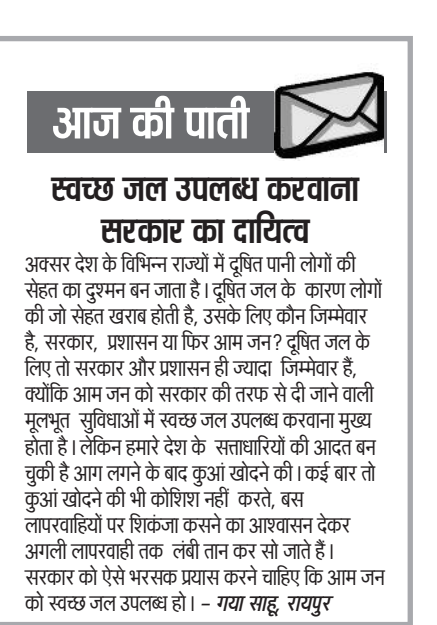 आज की पाती
स्वच्छ जल उपलब्ध करवाना
सरकार का दायित्व
अक्सर देश के विभिन्न राज्यों में दूषित पानी लोगों की
सेहत का दुश्मन बन जाता है। दूषित जल के कारण लोगों
की जो सेहत खराब होती है, उसके लिए कौन जिम्मेवार
है, सरकार, प्रशासन या फिर आम जन? दूषित जल के
लिए तो सरकार और प्रशासन ही ज्यादा जिम्मेवार हैं,
क्योंकि आम जन को सरकार की तरफ से दी जाने वाली
मूलभूत सुविधाओं में स्वच्छ जल उपलब्ध करवाना मुख्य
होता है। लेकिन हमारे देश के सत्ताधारियों की आदत बन
चुकी है आग लगने के बाद कुआं खोदने की। कई बार तो
कुआं खोदने की भी कोशिश नहीं करते, बस
लापरवाहियों पर शिकंजा कसने का आश्वासन देकर
अगली लापरवाही तक लंबी तान कर सो जाते हैं।
सरकार को ऐसे भरसक प्रयास करने चाहिए कि आम जन
को स्वच्छ जल उपलब्ध हो। – गया साहू, रायपुर